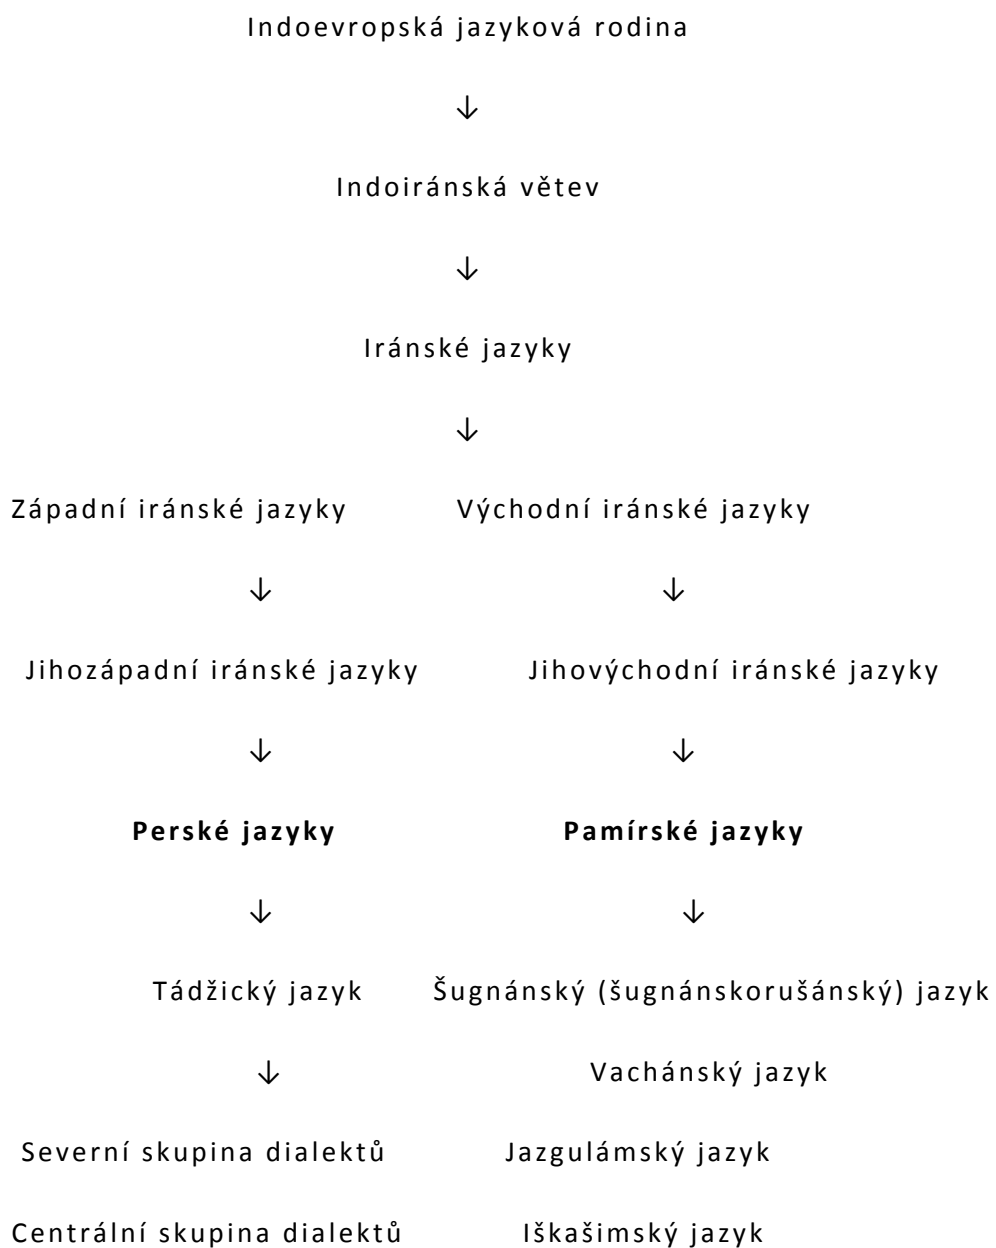 Indoevropská jazyková rodina
↓
Indoiránská větev
↓
Iránské jazyky
↓
Západní iránské jazyky Východní iránské jazyky
↓ ↓
Jihozápadní iránské jazyky Jihovýchodní iránské jazyky
↓ ↓
Perské jazyky Pamírské jazyky
↓ ↓
Tádžický jazyk Šugnánský (šugnánskorušánský) jazyk
↓ Vachánský jazyk
Severní skupina dialektů Jazgulámský jazyk
Centrální skupina dialektů Iškašimský jazyk